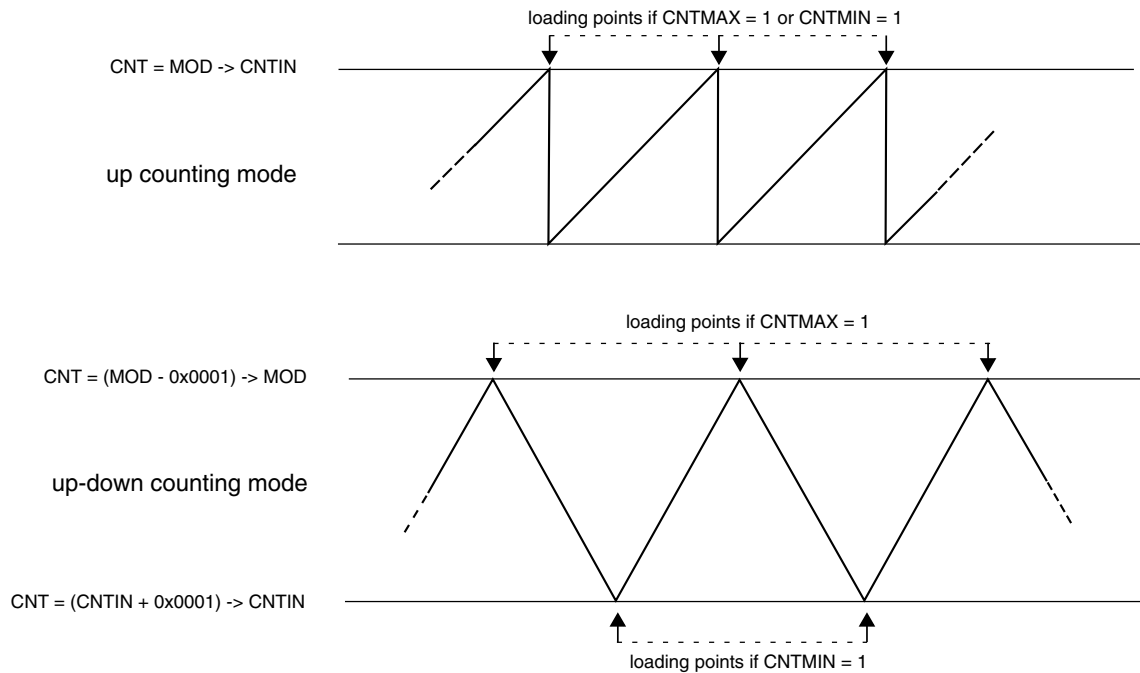 loading points if CNTMAX = 1 or CNTMIN = 1
CNT = MOD -> CNTIN
up counting mode
loading points if CNTMAX = 1
CNT = (MOD - 0x0001) -> MOD
up-down counting mode
CNT = (CNTIN + 0x0001) -> CNTIN
loading points if CNTMIN = 1